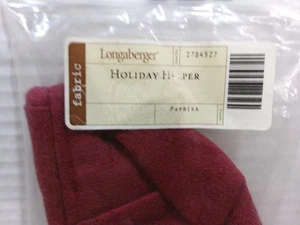 Longaberger®
2784527
HOLIDAY HELPER
fabric
PAPRIKA